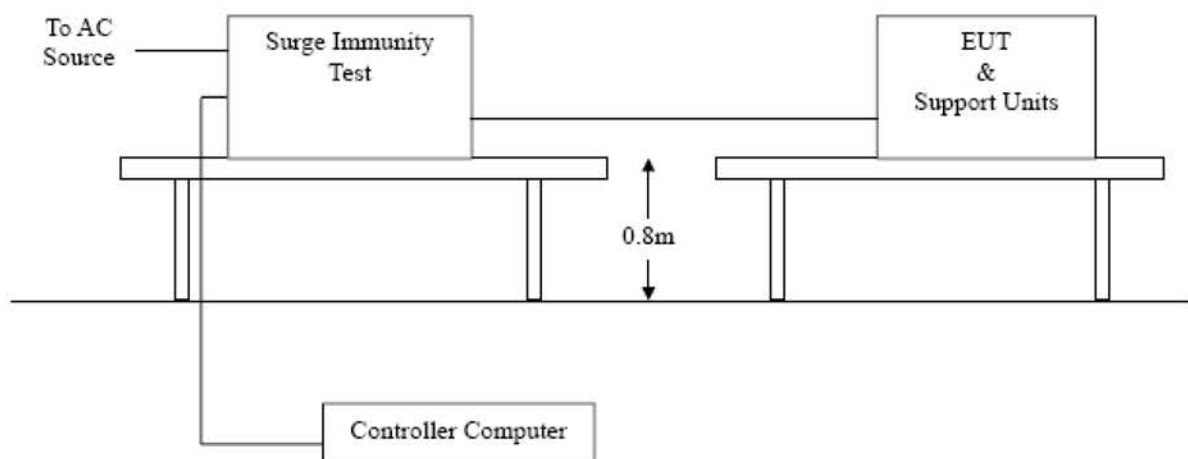 To AC
Source
Surge Immunity
Test
EUT
&
Support Units
0.8m
Controller Computer